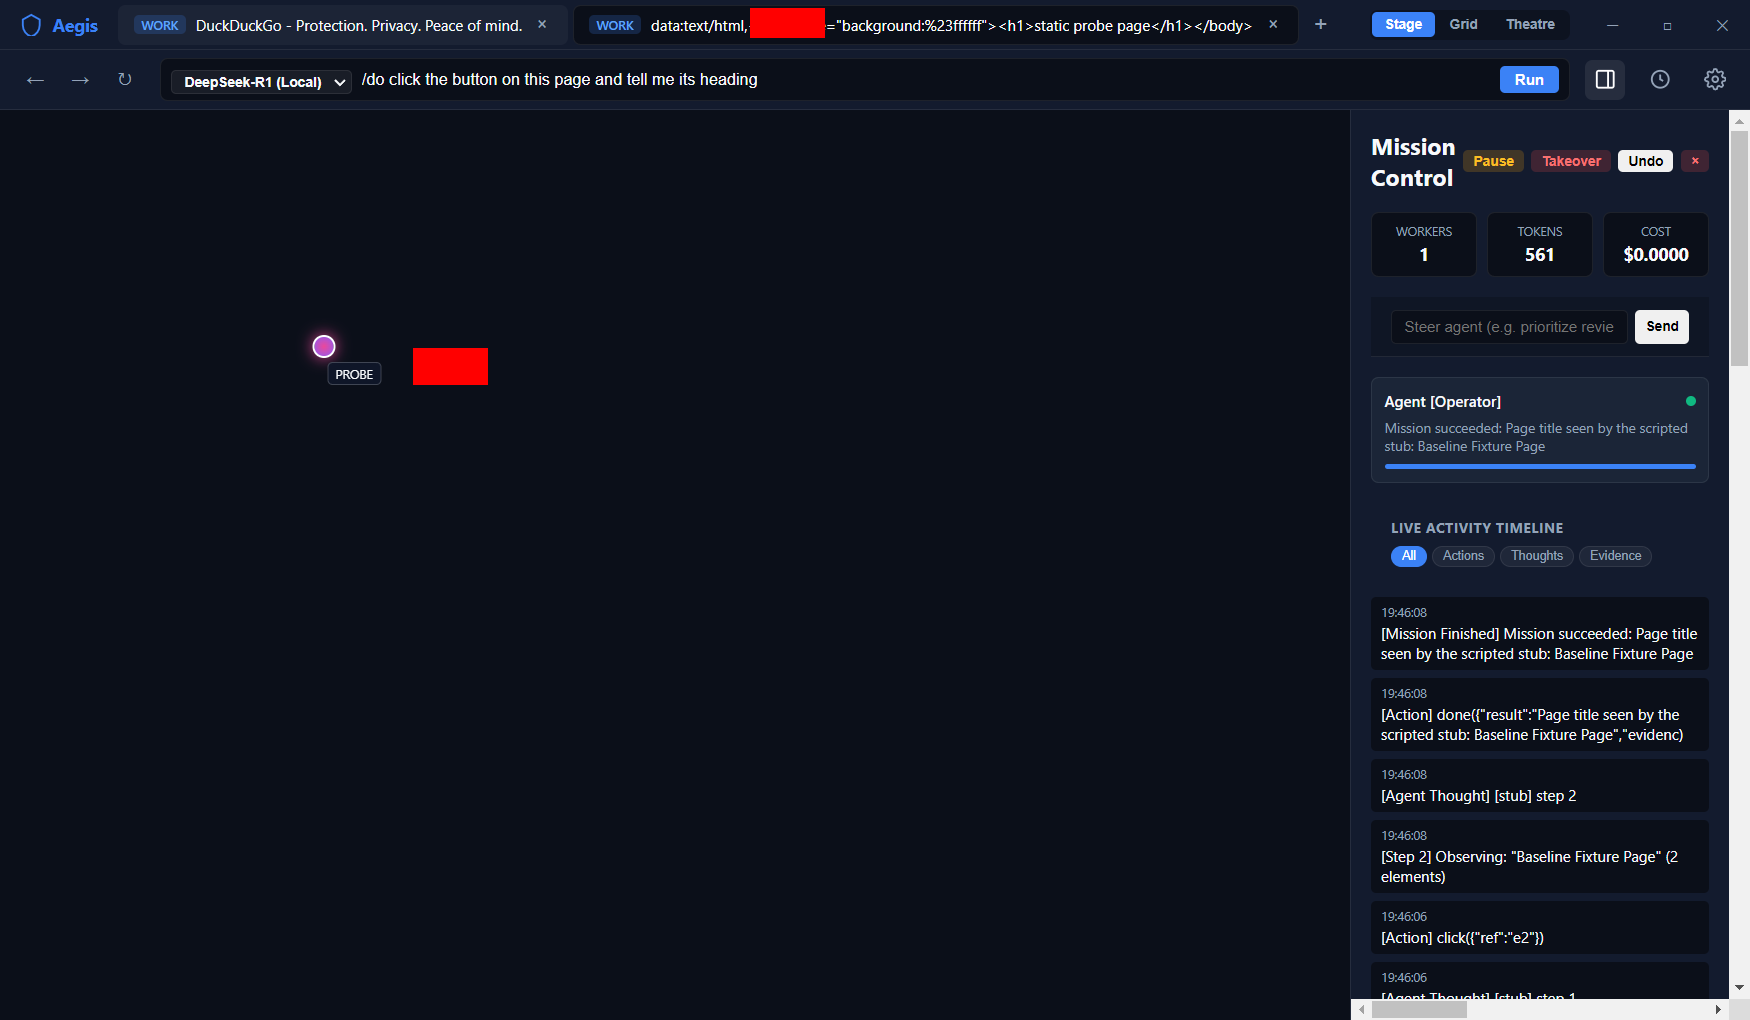 Aegis
WORK DuckDuckGo - Protection. Privacy. Peace of mind. ×
WORK data:text/html, ="background:%23ffffff"><h1>static probe page</h1></body> ×
+
Stage Grid Theatre
DeepSeek-R1 (Local) /do click the button on this page and tell me its heading Run
Mission Control
Pause Takeover Undo ×
WORKERS
1
TOKENS
561
COST
$0.0000
Steer agent (e.g. prioritize revie
Send
PROBE
Agent [Operator]
Mission succeeded: Page title seen by the scripted
stub: Baseline Fixture Page
LIVE ACTIVITY TIMELINE
All Actions Thoughts Evidence
19:46:08
[Mission Finished] Mission succeeded: Page title
seen by the scripted stub: Baseline Fixture Page
19:46:08
[Action] done({"result":"Page title seen by the
scripted stub: Baseline Fixture Page","evidenc)
19:46:08
[Agent Thought] [stub] step 2
19:46:08
[Step 2] Observing: "Baseline Fixture Page" (2
elements)
19:46:06
[Action] click({"ref":"e2"})
19:46:06
[Agent Thought] [stub] step 1